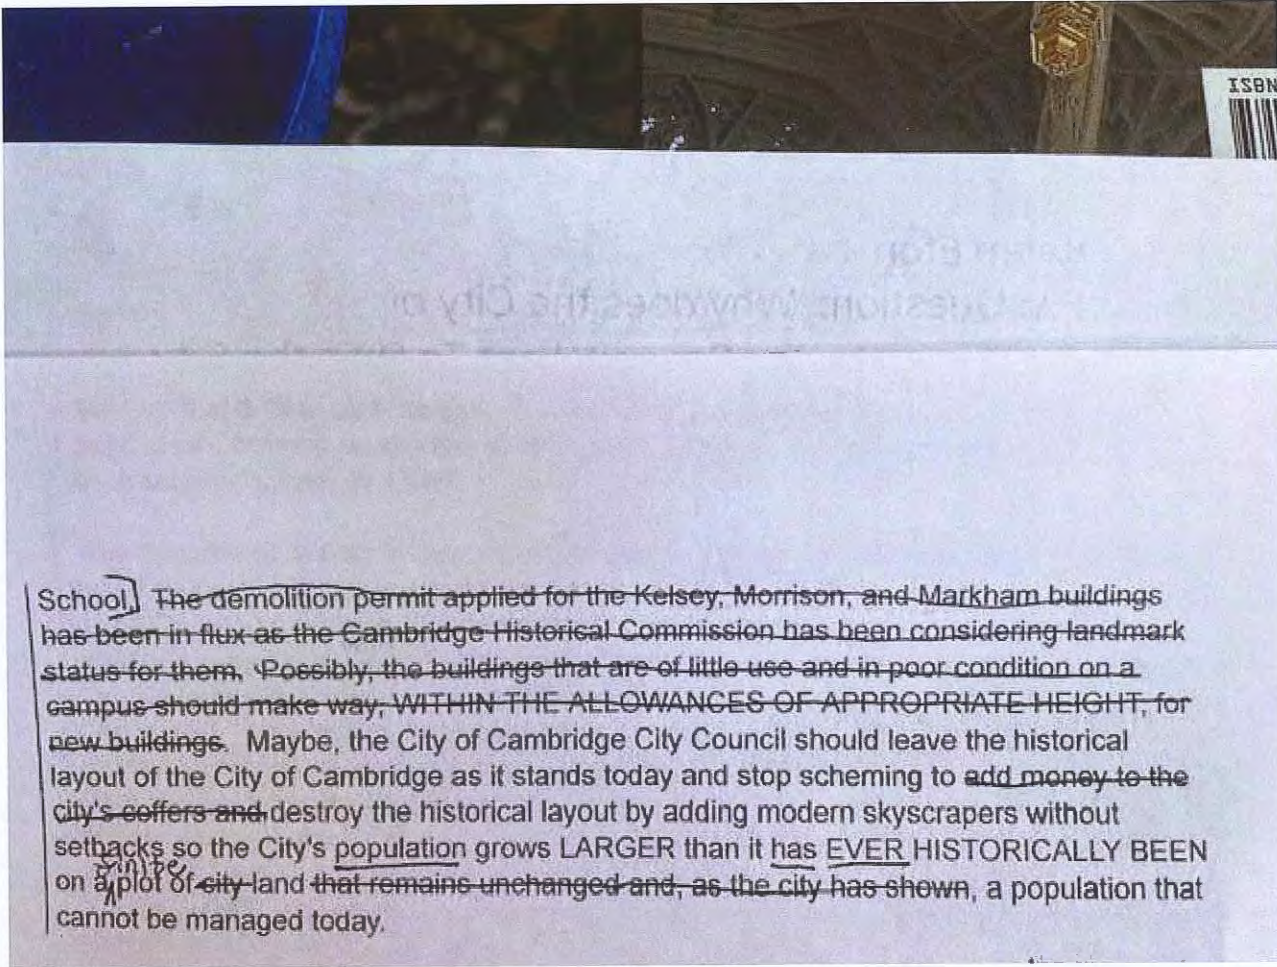 ISBN
School. The demolition permit applied for the Kelsey, Morrison, and Markham buildings
has been in flux as the Cambridge Historical Commission has been considering landmark
status for them. Possibly, the buildings that are of little use and in poor condition on a
campus should make way, WITHIN THE ALLOWANCES OF APPROPRIATE HEIGHT, for
new buildings. Maybe, the City of Cambridge City Council should leave the historical
layout of the City of Cambridge as it stands today and stop scheming to add money to the
city's coffers and destroy the historical layout by adding modern skyscrapers without
setbacks so the City's population grows LARGER than it has EVER HISTORICALLY BEEN
finite
on a plot of city land that remains unchanged and, as the city has shown, a population that
cannot be managed today.